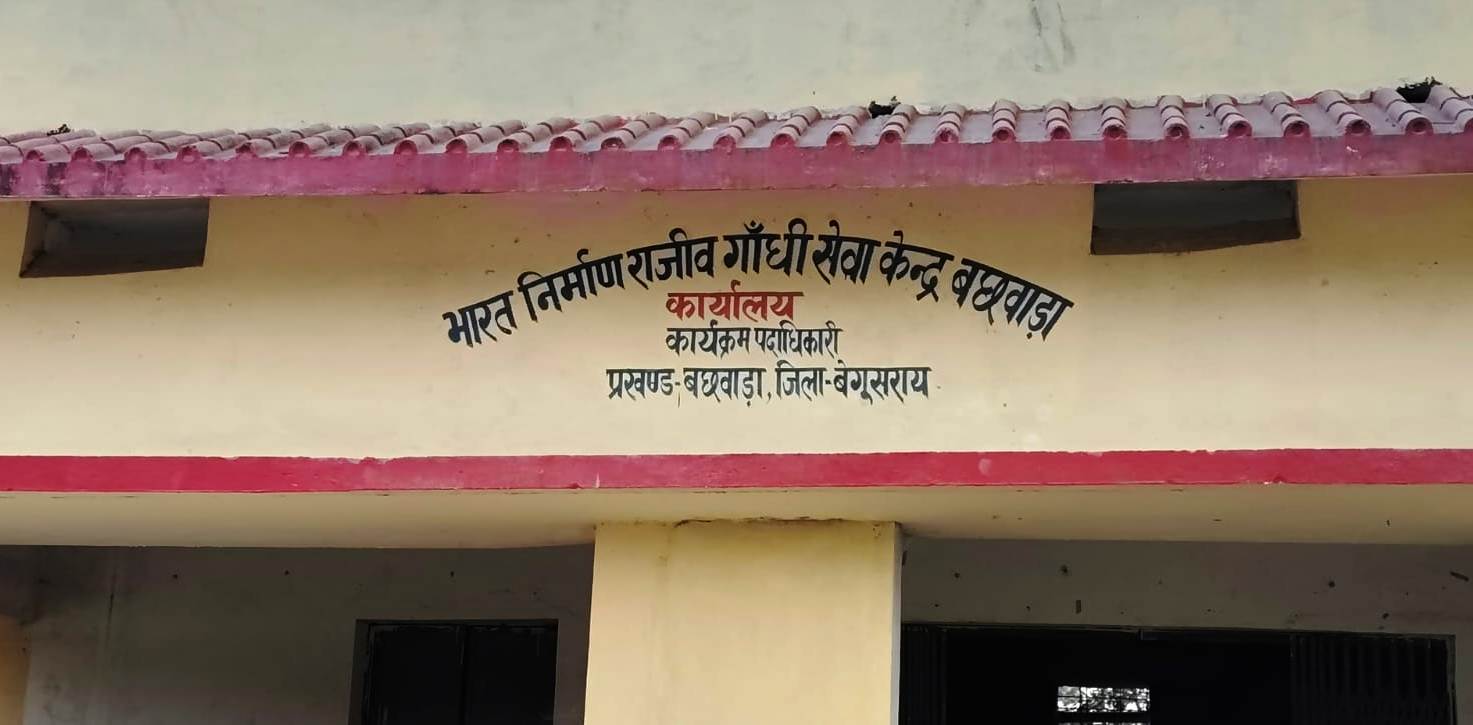 भारत निर्माण राजीव गाँधी सेवा केन्द्र बछवाड़ा
कार्यालय
कार्यक्रम पदाधिकारी
प्रखण्ड-बछवाड़ा, जिला-बेगूसराय